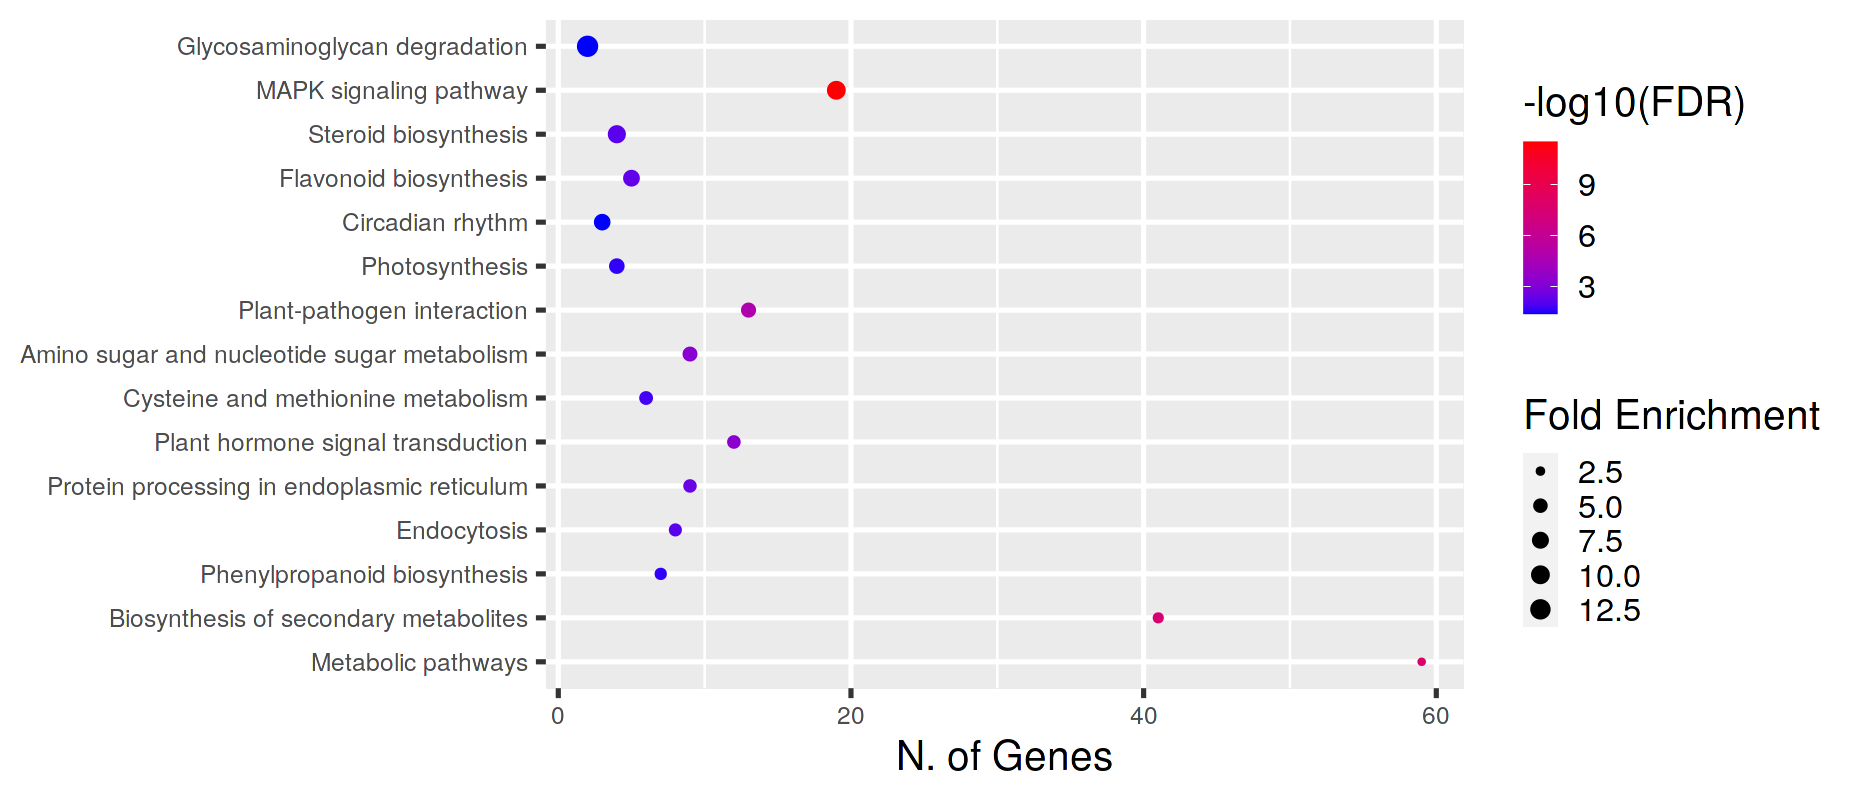 Glycosaminoglycan degradation
MAPK signaling pathway
Steroid biosynthesis
Flavonoid biosynthesis
Circadian rhythm
Photosynthesis
Plant-pathogen interaction
Amino sugar and nucleotide sugar metabolism
Cysteine and methionine metabolism
Plant hormone signal transduction
Protein processing in endoplasmic reticulum
Endocytosis
Phenylpropanoid biosynthesis
Biosynthesis of secondary metabolites
Metabolic pathways
0 20 40 60
N. of Genes
-log10(FDR)
9
6
3
Fold Enrichment
2.5
5.0
7.5
10.0
12.5